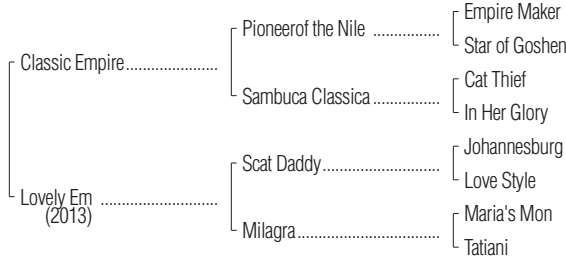 Empire Maker
Pioneerof the Nile ................
Star of Goshen
Classic Empire......................
Cat Thief
Sambuca Classica................
In Her Glory
Johannesburg
Scat Daddy............................
Love Style
Lovely Em ............................
(2013)
Maria's Mon
Milagra..................................
Tatiani